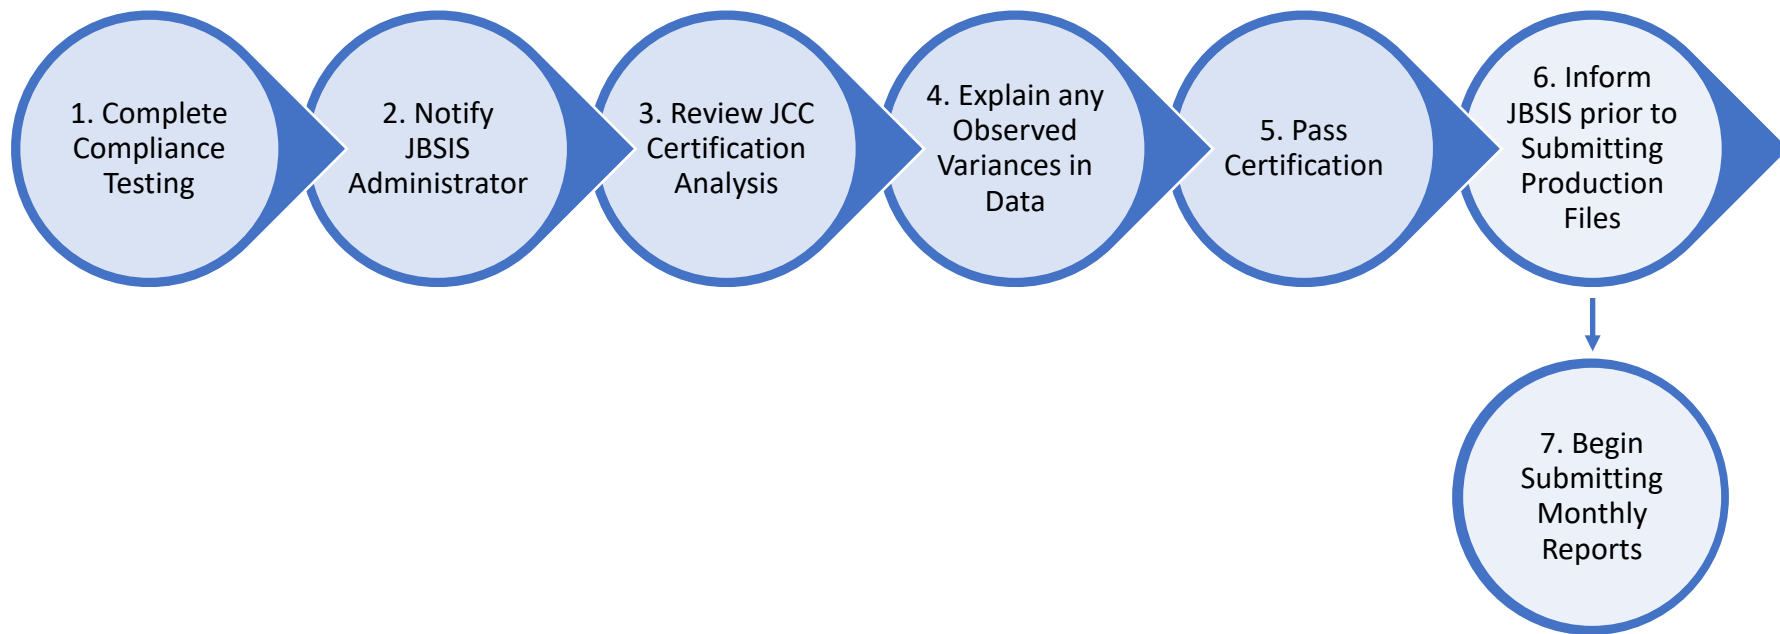 1. Complete
Compliance
Testing
2. Notify
JBSIS
Administrator
3. Review JCC
Certification
Analysis
4. Explain any
Observed
Variances in
Data
5. Pass
Certification
6. Inform
JBSIS prior to
Submitting
Production
Files
7. Begin
Submitting
Monthly
Reports